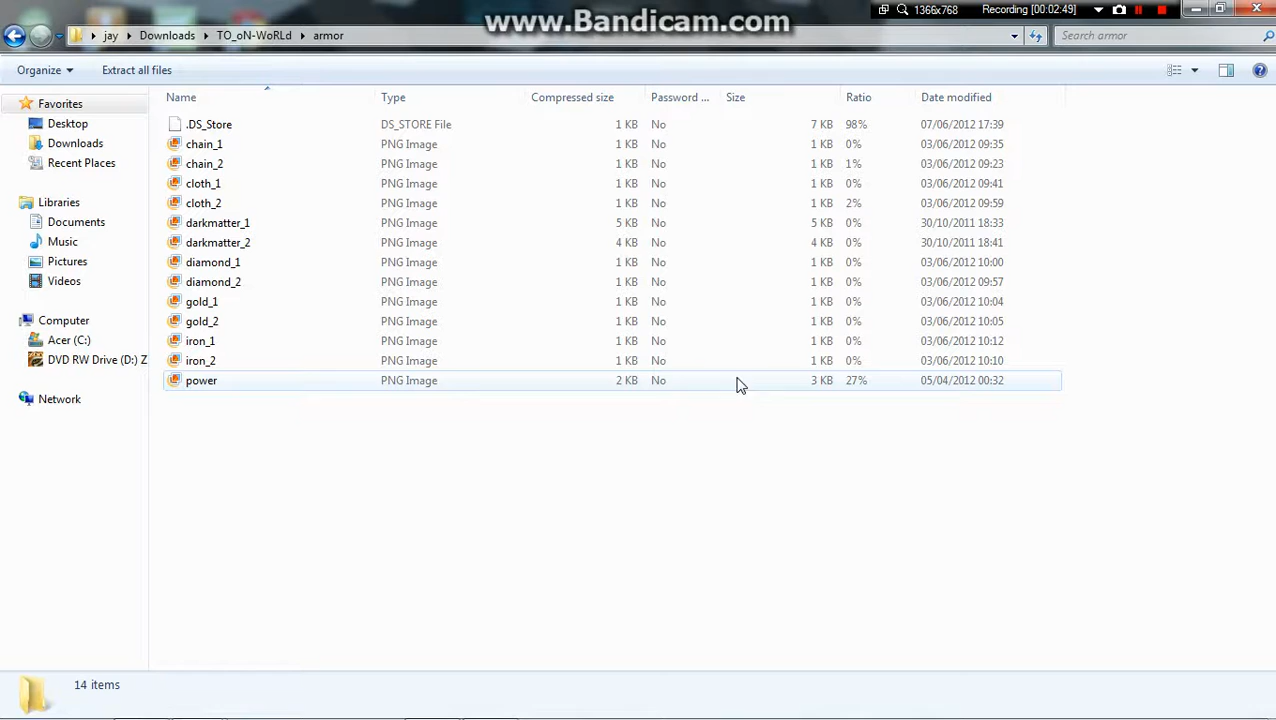 www.Bandicam.com
1366x768 Recording [00:02:49]
jay Downloads TO_oN-WoRLd armor Search armor
Organize Extract all files
Name Type Compressed size Password ... Size Ratio Date modified
.DS_Store DS_STORE File 1 KB No 7 KB 98% 07/06/2012 17:39
chain_1 PNG Image 1 KB No 1 KB 0% 03/06/2012 09:35
chain_2 PNG Image 1 KB No 1 KB 1% 03/06/2012 09:23
cloth_1 PNG Image 1 KB No 1 KB 0% 03/06/2012 09:41
cloth_2 PNG Image 1 KB No 1 KB 2% 03/06/2012 09:59
darkmatter_1 PNG Image 5 KB No 5 KB 0% 30/10/2011 18:33
darkmatter_2 PNG Image 4 KB No 4 KB 0% 30/10/2011 18:41
diamond_1 PNG Image 1 KB No 1 KB 0% 03/06/2012 10:00
diamond_2 PNG Image 1 KB No 1 KB 0% 03/06/2012 09:57
gold_1 PNG Image 1 KB No 1 KB 0% 03/06/2012 10:04
gold_2 PNG Image 1 KB No 1 KB 0% 03/06/2012 10:05
iron_1 PNG Image 1 KB No 1 KB 0% 03/06/2012 10:12
iron_2 PNG Image 1 KB No 1 KB 0% 03/06/2012 10:10
power PNG Image 2 KB No 3 KB 27% 05/04/2012 00:32
Favorites
Desktop
Downloads
Recent Places
Libraries
Documents
Music
Pictures
Videos
Computer
Acer (C:)
DVD RW Drive (D:) Z
Network
14 items